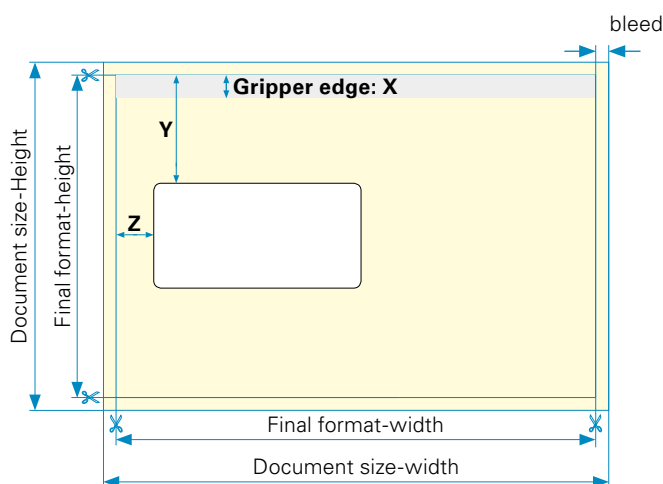 bleed
Gripper edge: X
Y
Z
Document size-Height
Final format-height
Final format-width
Document size-width